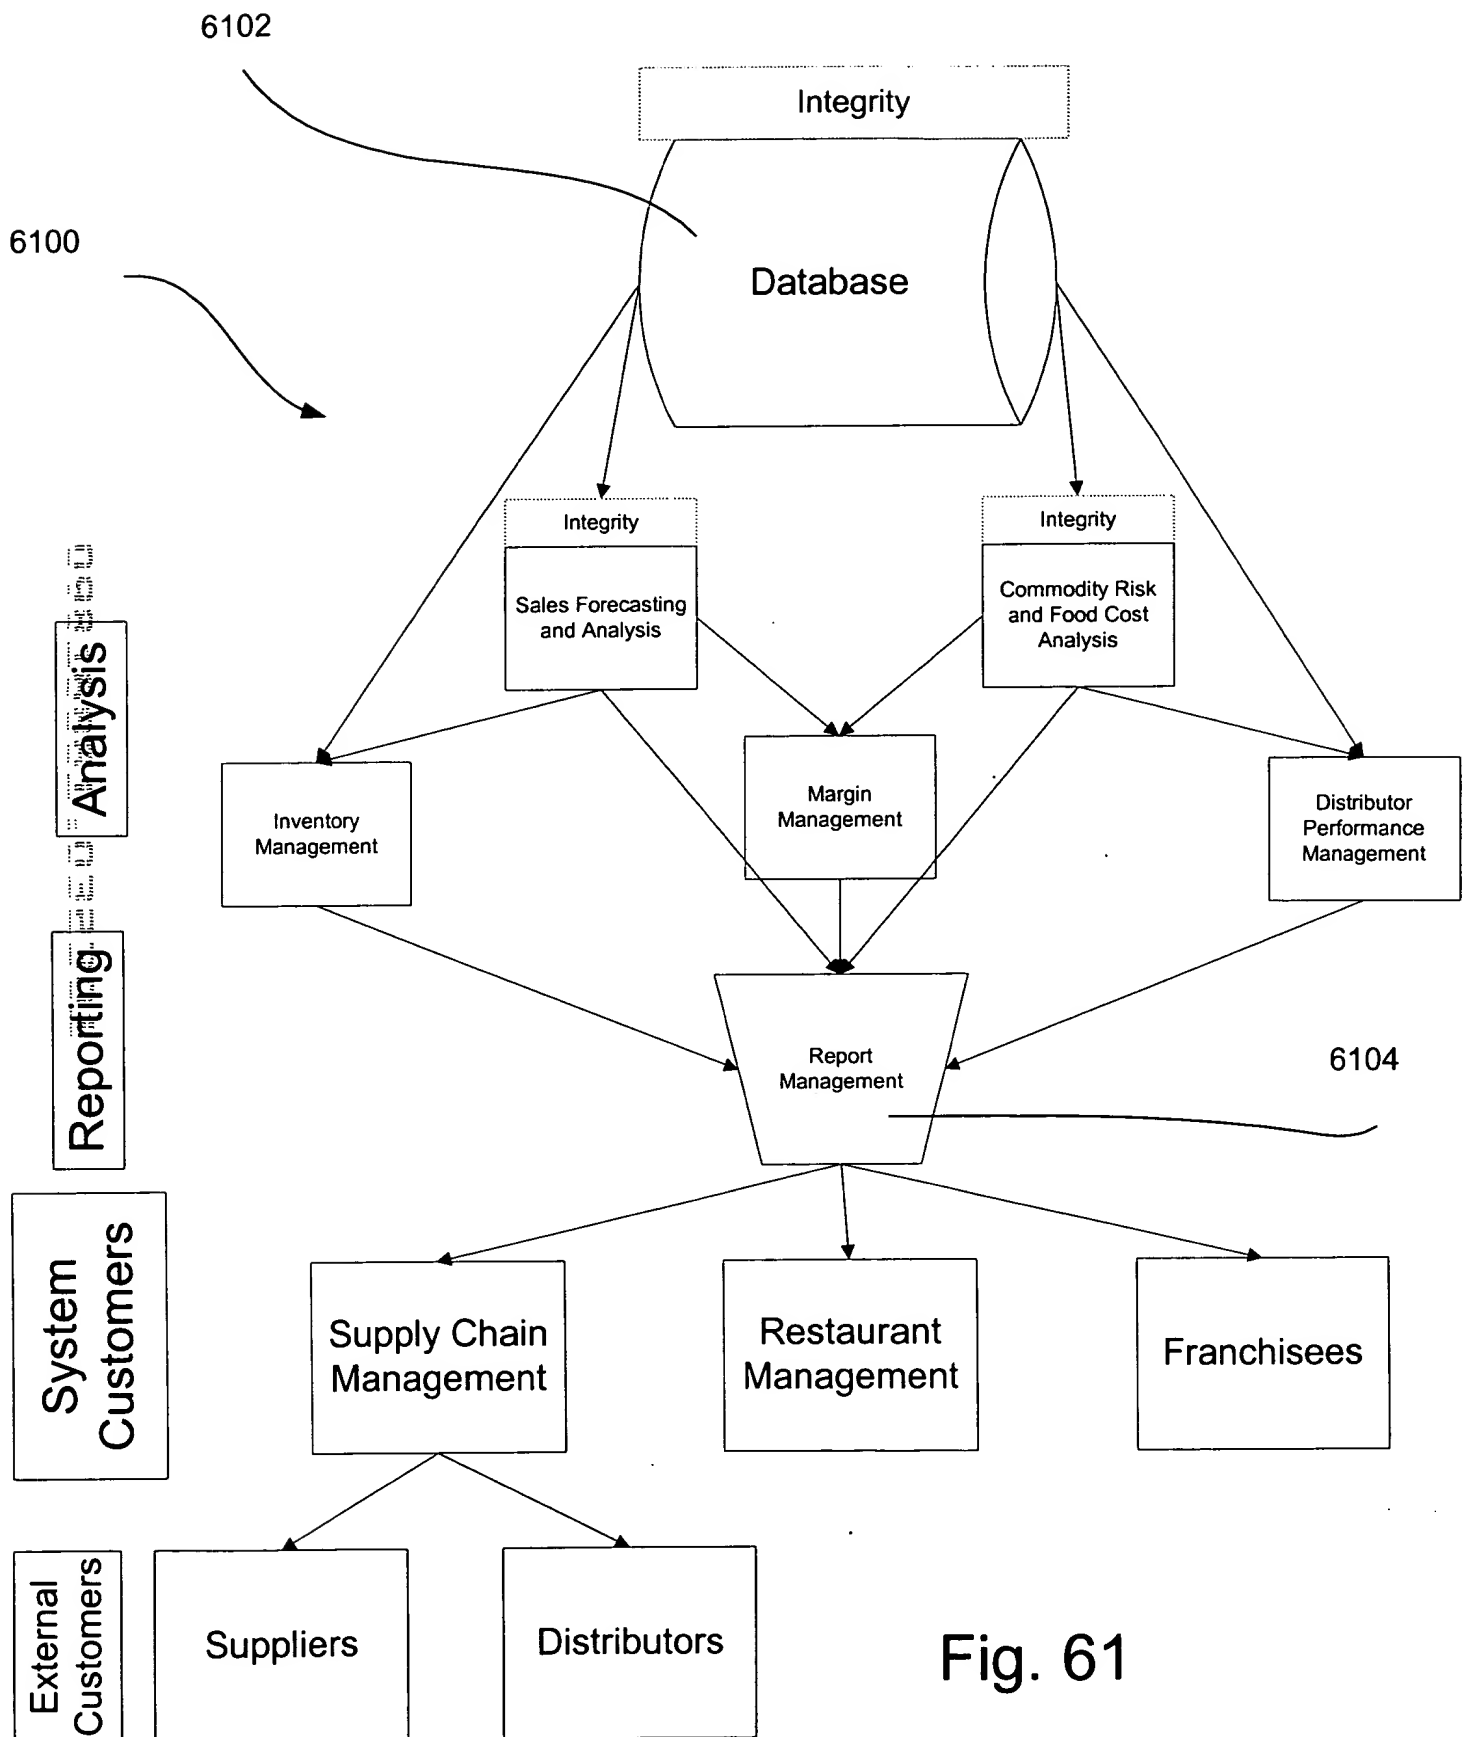 6102
Integrity
6100
Database
Integrity
Integrity
Sales Forecasting
and Analysis
Commodity Risk
and Food Cost
Analysis
Analysis
Inventory
Management
Margin
Management
Distributor
Performance
Management
Reporting
Report
Management
6104
System
Customers
Supply Chain
Management
Restaurant
Management
Franchisees
External
Customers
Suppliers
Distributors
Fig. 61